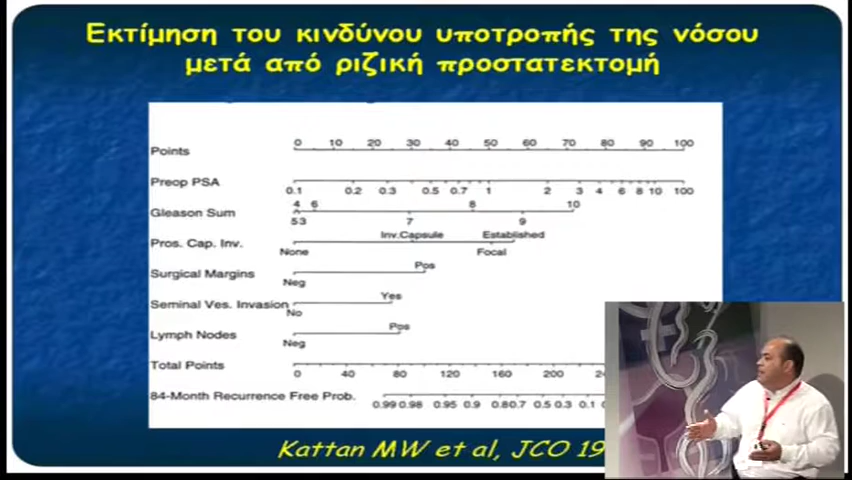 Εκτίμηση του κινδύνου υποτροπής της νόσου
μετά από ριζική προστατεκτομή
Points
0 10 20 30 40 50 60 70 80 90 100
Preop PSA
0.1 0.2 0.3 0.5 0.7 1 2 3 4 6 8 10 100
4 6 8 10
Gleason Sum
53 7 9
Inv.Capsule Established
Pros. Cap. Inv.
None Focal
Pos
Surgical Margins
Neg
Yes
Seminal Ves. Invasion
No
Pos
Lymph Nodes
Neg
Total Points
0 40 80 120 160 200
84-Month Recurrence Free Prob.
0.99 0.98 0.95 0.9 0.8 0.7 0.5 0.3 0.1
Kattan MW et al, JCO 19